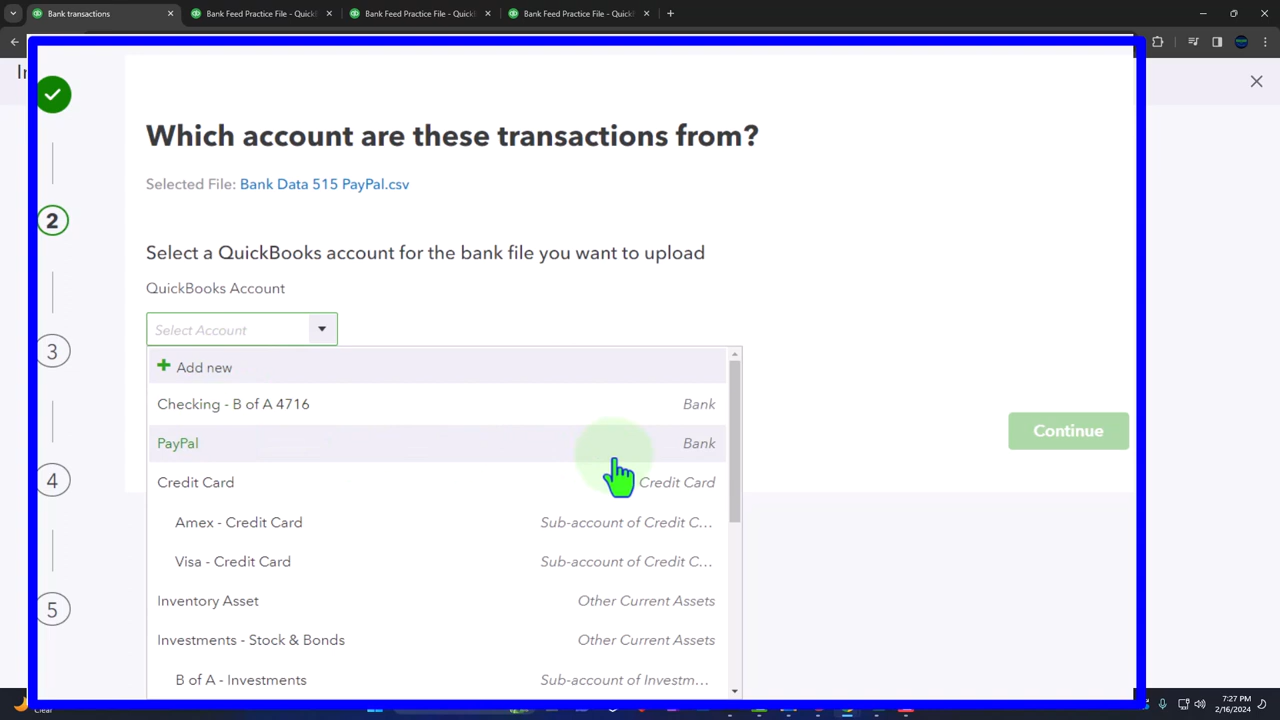 Bank transactions
Bank Feed Practice File - Quick
Bank Feed Practice File - Quick
Bank Feed Practice File - Quick
Which account are these transactions from?
Selected File: Bank Data 515 PayPal.csv
2
Select a QuickBooks account for the bank file you want to upload
QuickBooks Account
Select Account
3
Add new
Checking - B of A 4716 Bank
PayPal Bank
Continue
4
Credit Card Credit Card
Amex - Credit Card Sub-account of Credit C...
Visa - Credit Card Sub-account of Credit C...
5
Inventory Asset Other Current Assets
Investments - Stock & Bonds Other Current Assets
B of A - Investments Sub-account of Investm...
7:27 PM
2/16/2024
Clear